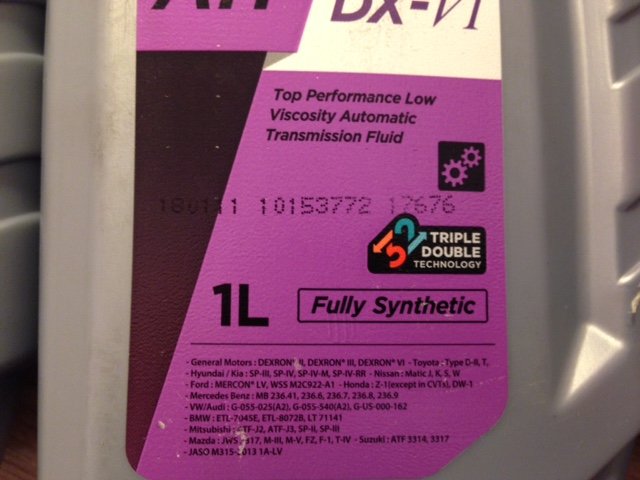 ATF
DX-VI
Top Performance Low
Viscosity Automatic
Transmission Fluid
10153772 17676
52
TRIPLE
DOUBLE
TECHNOLOGY
1L
Fully Synthetic
- General Motors : DEXRON® II, DEXRON® III, DEXRON® VI - Toyota : Type D-II, T,
- Hyundai / Kia : SP-III, SP-IV, SP-IV-M, SP-IV-RR - Nissan : Matic J, K, S, W
- Ford : MERCON® LV, WSS M2C922-A1 - Honda : Z-1(except in CVTs), DW-1
- Mercedes Benz : MB 236.41, 236.6, 236.7, 236.8, 236.9
- VW/Audi : G-055-025(A2), G-055-540(A2), G-US-000-162
- BMW : ETL-7045E, ETL-8072B, LT 71141
- Mitsubishi : ATF-J2, ATF-J3, SP-II, SP-III
- Mazda : JWS 3317, M-III, M-V, FZ, F-1, T-IV - Suzuki : ATF 3314, 3317
- JASO M315-2013 1A-LV